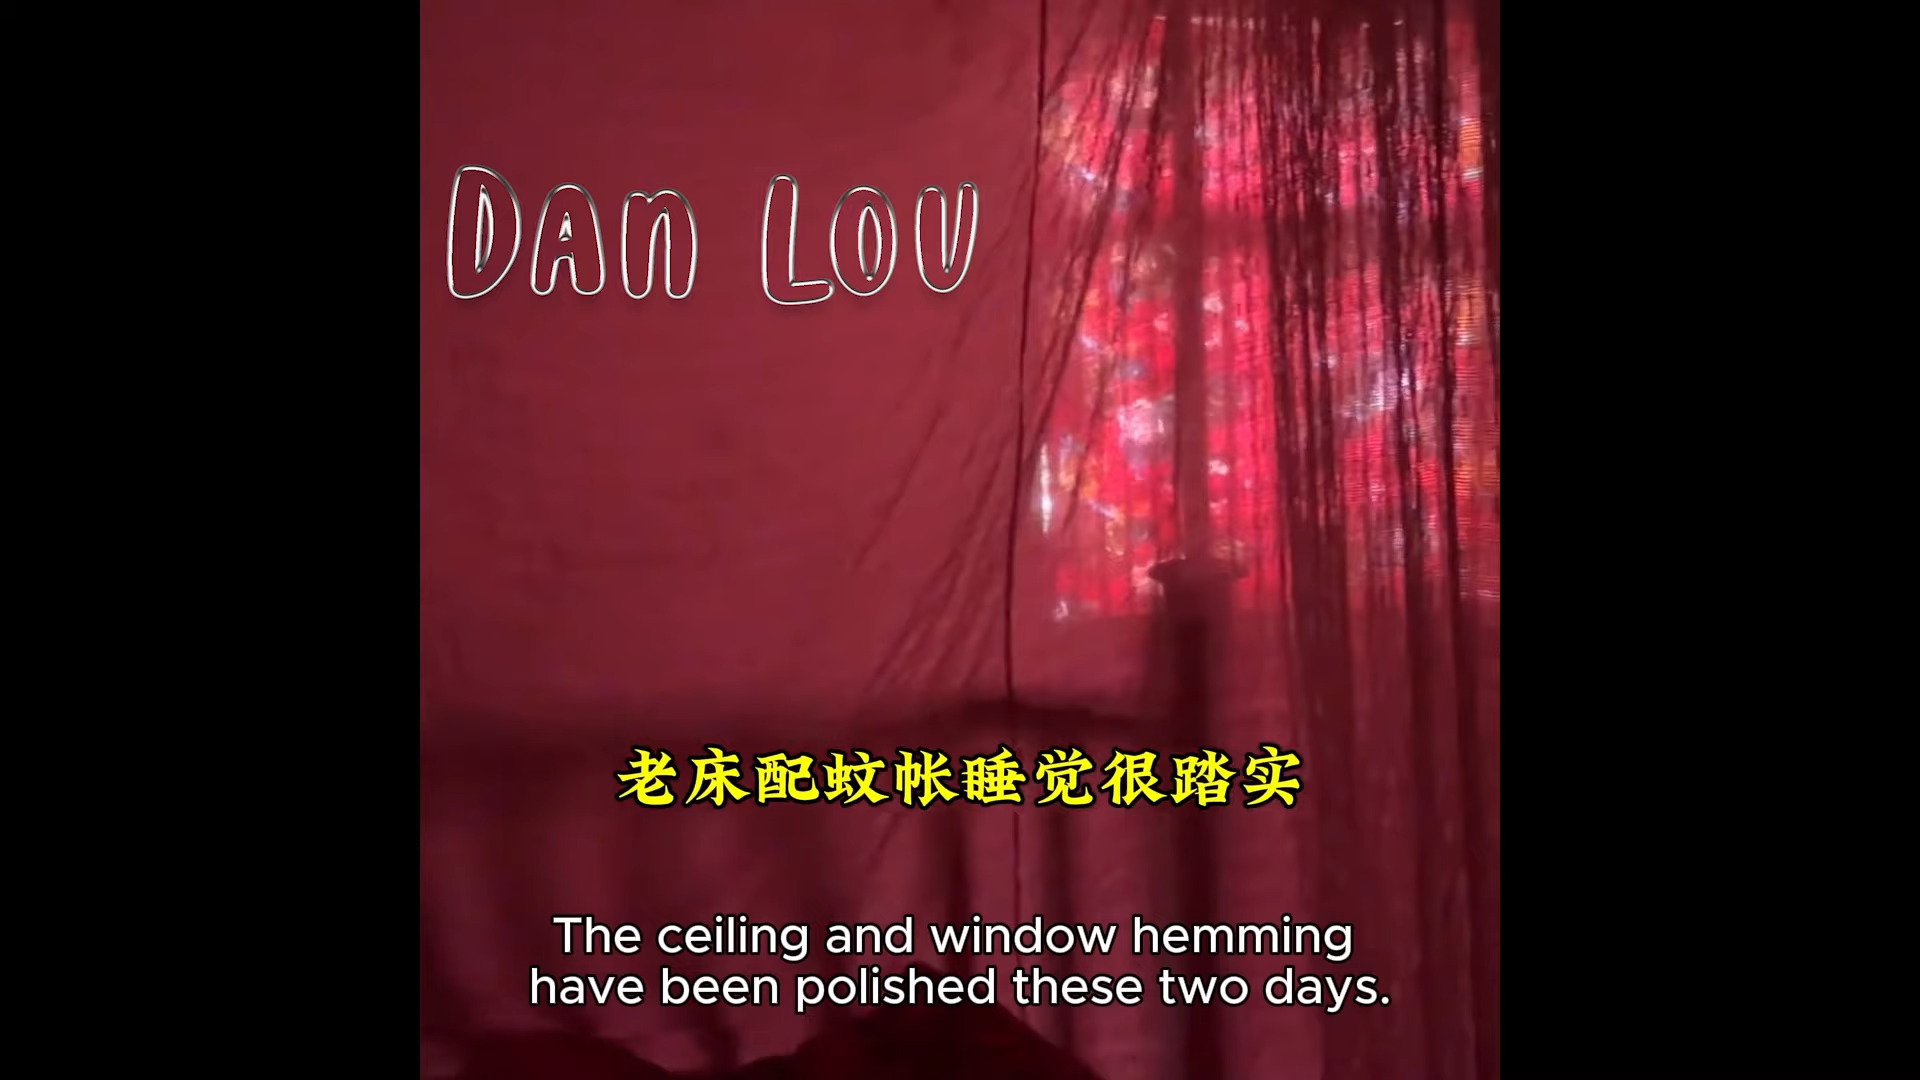 Dan Lou
老床配蚊帐睡觉很踏实
The ceiling and window hemming
have been polished these two days.